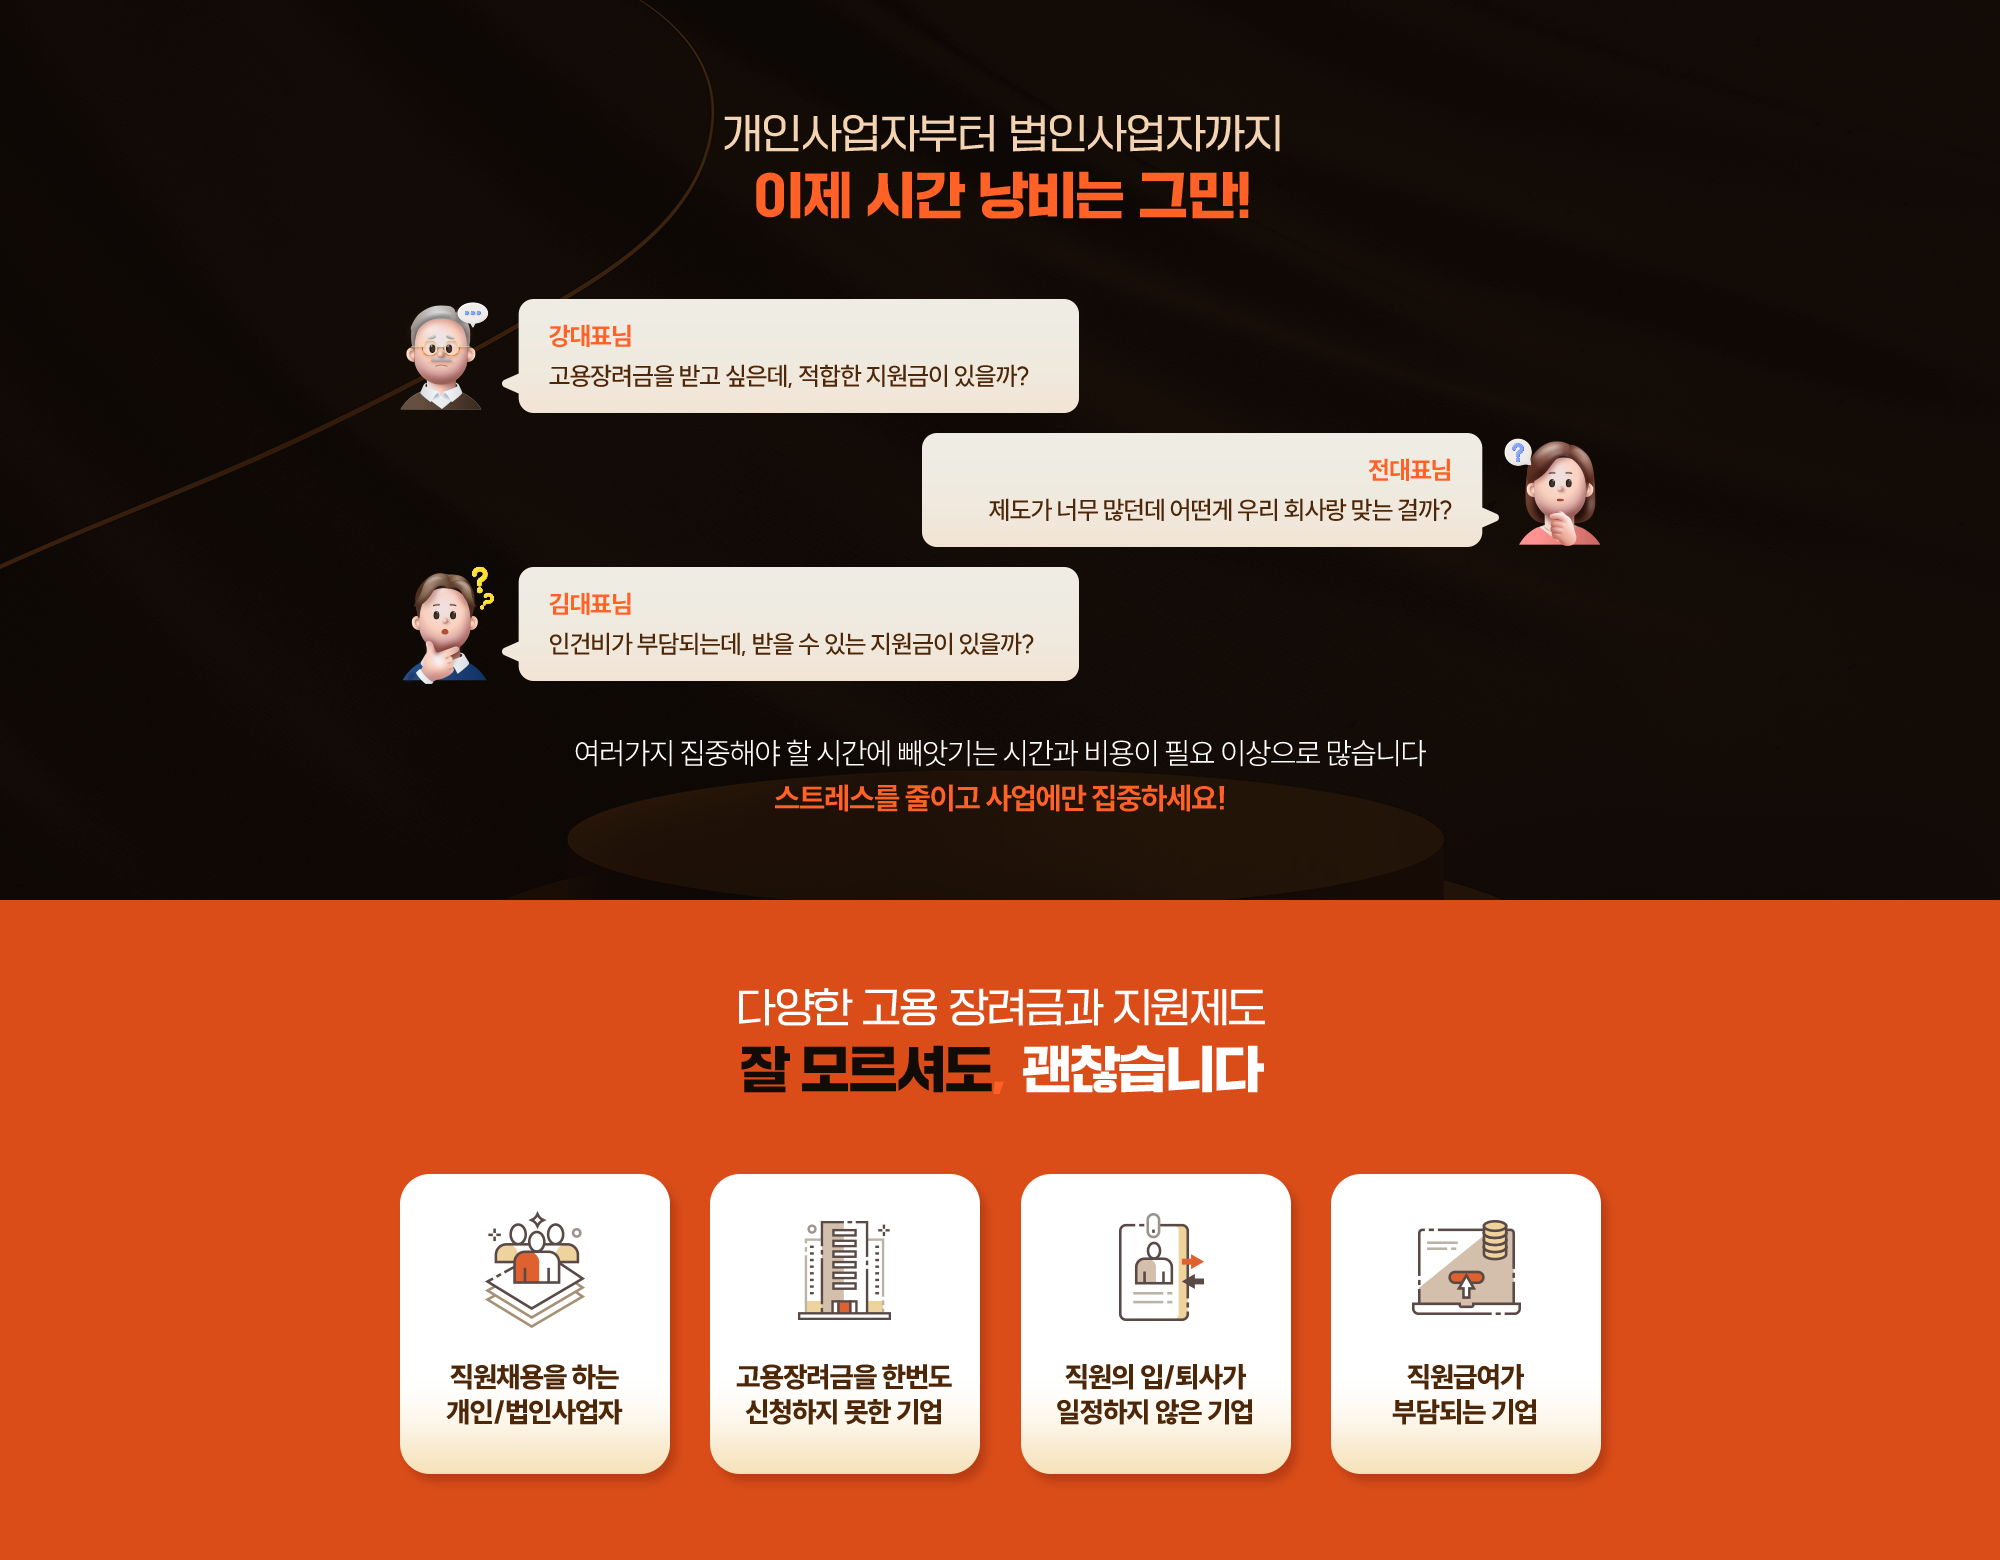 개인사업자부터 법인사업자까지
이제 시간 낭비는 그만!
강대표님
고용장려금을 받고 싶은데, 적합한 지원금이 있을까?
전대표님
제도가 너무 많던데 어떤게 우리 회사랑 맞는 걸까?
김대표님
인건비가 부담되는데, 받을 수 있는 지원금이 있을까?
여러가지 집중해야 할 시간에 빼앗기는 시간과 비용이 필요 이상으로 많습니다
스트레스를 줄이고 사업에만 집중하세요!
다양한 고용 장려금과 지원제도
잘 모르셔도, 괜찮습니다
직원채용을 하는
개인/법인사업자
고용장려금을 한번도
신청하지 못한 기업
직원의 입/퇴사가
일정하지 않은 기업
직원급여가
부담되는 기업